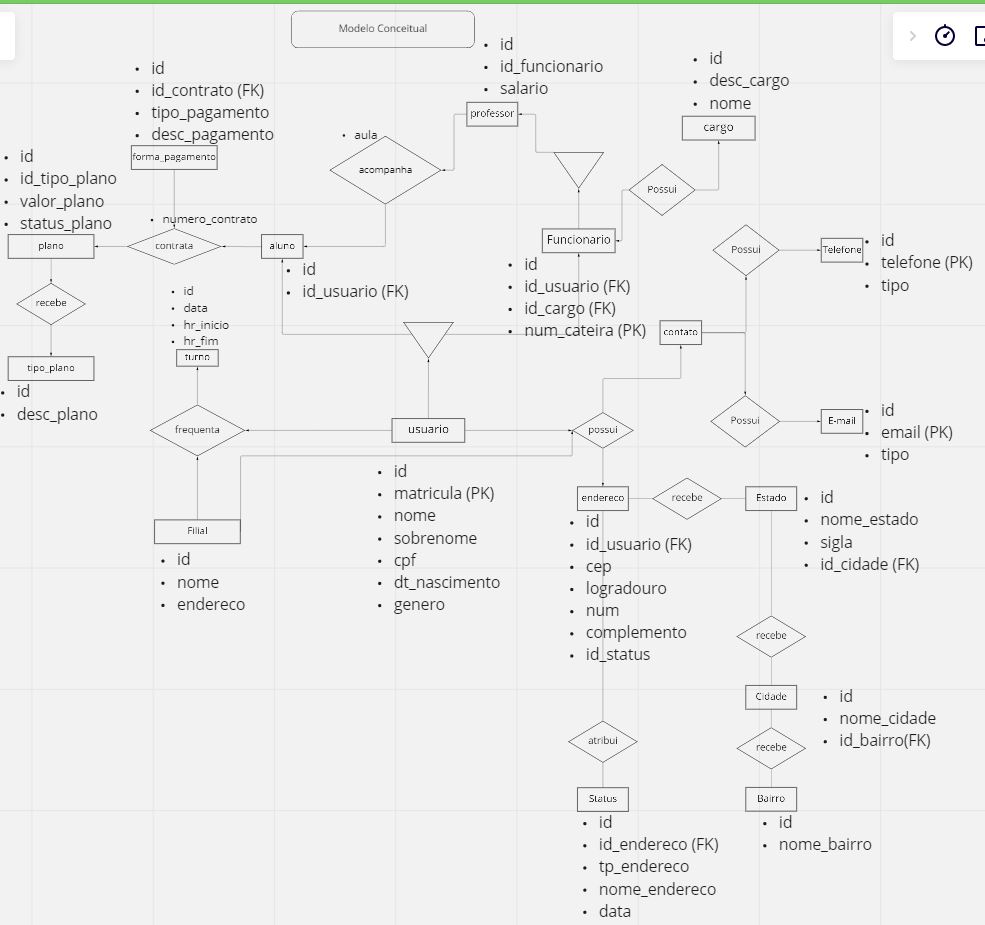 Modelo Conceitual
id
id_funcionario
salario
professor
id
desc_cargo
nome
cargo
id
id_contrato (FK)
tipo_pagamento
desc_pagamento
forma_pagamento
aula
acompanha
Possui
id
id_tipo_plano
valor_plano
status_plano
plano
numero_contrato
contrata
aluno
id
id_usuario (FK)
Funcionario
id
id_usuario (FK)
id_cargo (FK)
num_cateira (PK)
Possui
Telefone
id
telefone (PK)
tipo
recebe
tipo_plano
id
desc_plano
id
data
hr_inicio
hr_fim
turno
contato
frequenta
usuario
possui
Possui
E-mail
id
email (PK)
tipo
id
matricula (PK)
nome
sobrenome
cpf
dt_nascimento
genero
Filial
id
nome
endereco
endereco
recebe
Estado
id
nome_estado
sigla
id_cidade (FK)
id
id_usuario (FK)
cep
logradouro
num
complemento
id_status
recebe
Cidade
id
nome_cidade
id_bairro(FK)
atribui
recebe
Status
Bairro
id
id_endereco (FK)
tp_endereco
nome_endereco
data
id
nome_bairro